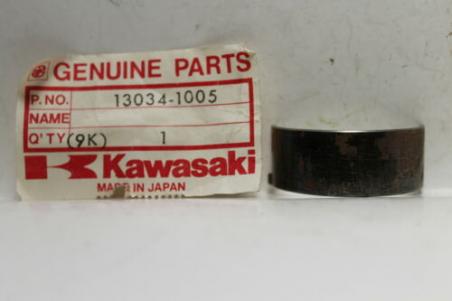 GENUINE PARTS
P. NO. 13034-1005
NAME
Q'TY (9K) 1
Kawasaki
MADE IN JAPAN